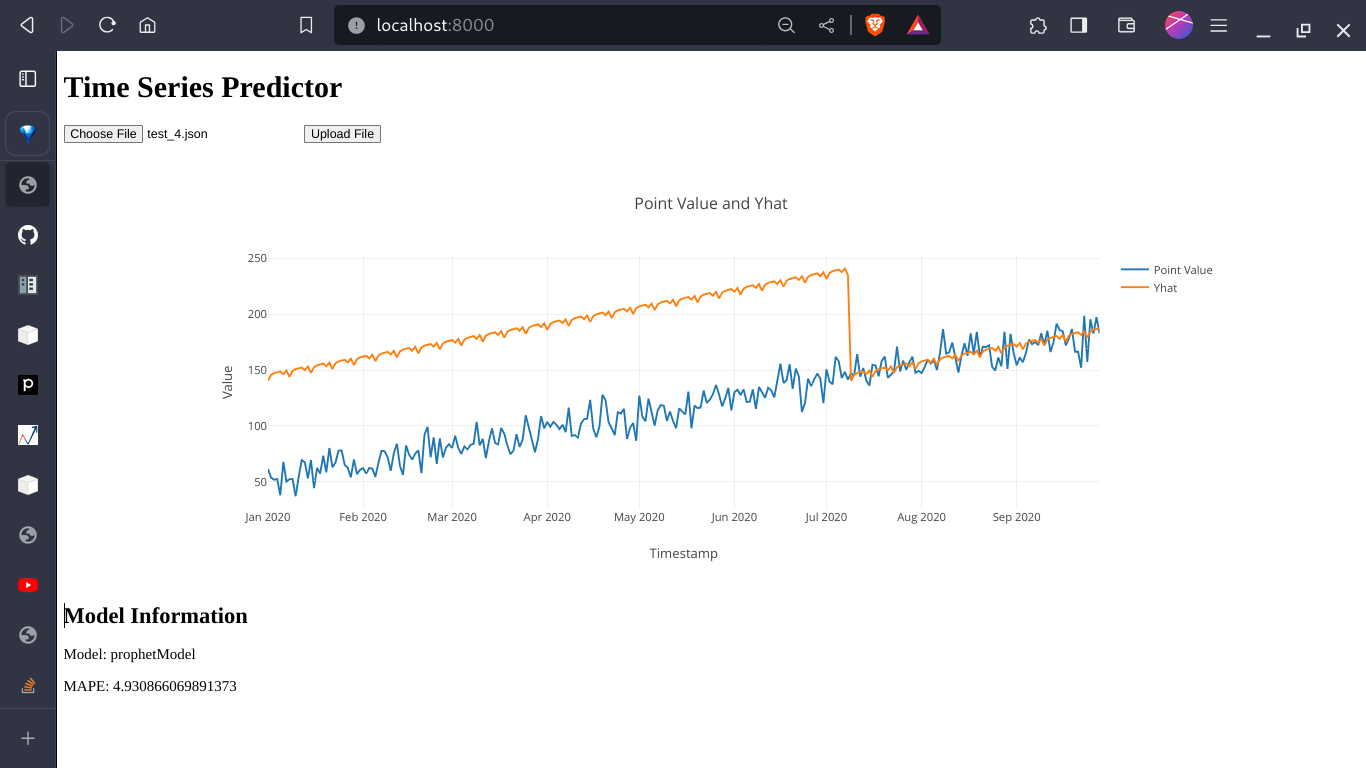 localhost:8000
Time Series Predictor
Choose File test_4.json Upload File
Point Value and Yhat
250
200
150
100
50
Value
Jan 2020 Feb 2020 Mar 2020 Apr 2020 May 2020 Jun 2020 Jul 2020 Aug 2020 Sep 2020
Timestamp
Point Value
Yhat
Model Information
Model: prophetModel
MAPE: 4.930866069891373
p